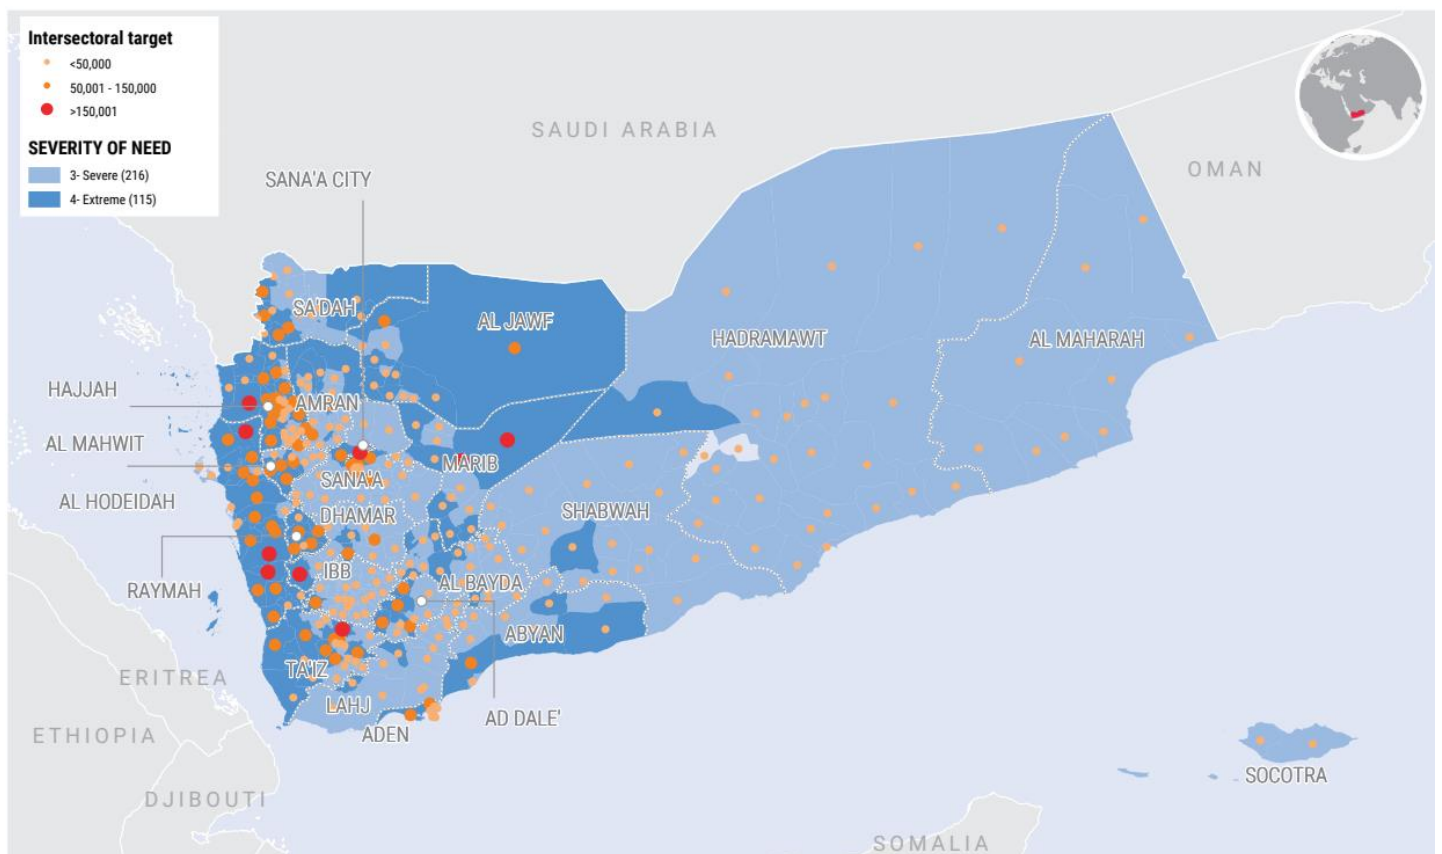 Intersectoral target
<50,000
50,001 - 150,000
>150,001
SEVERITY OF NEED
3- Severe (216)
4- Extreme (115)
SAUDI ARABIA
OMAN
SANA'A CITY
SA'DAH
AL JAWF
HADRAMAWT
AL MAHARAH
HAJJAH
AMRAN
AL MAHWIT
MARIB
SANA'A
AL HODEIDAH
DHAMAR
SHABWAH
IBB
AL BAYDA
RAYMAH
ABYAN
TA'IZ
ERITREA
LAHJ
AD DALE'
ADEN
ETHIOPIA
SOCOTRA
DJIBOUTI
SOMALIA